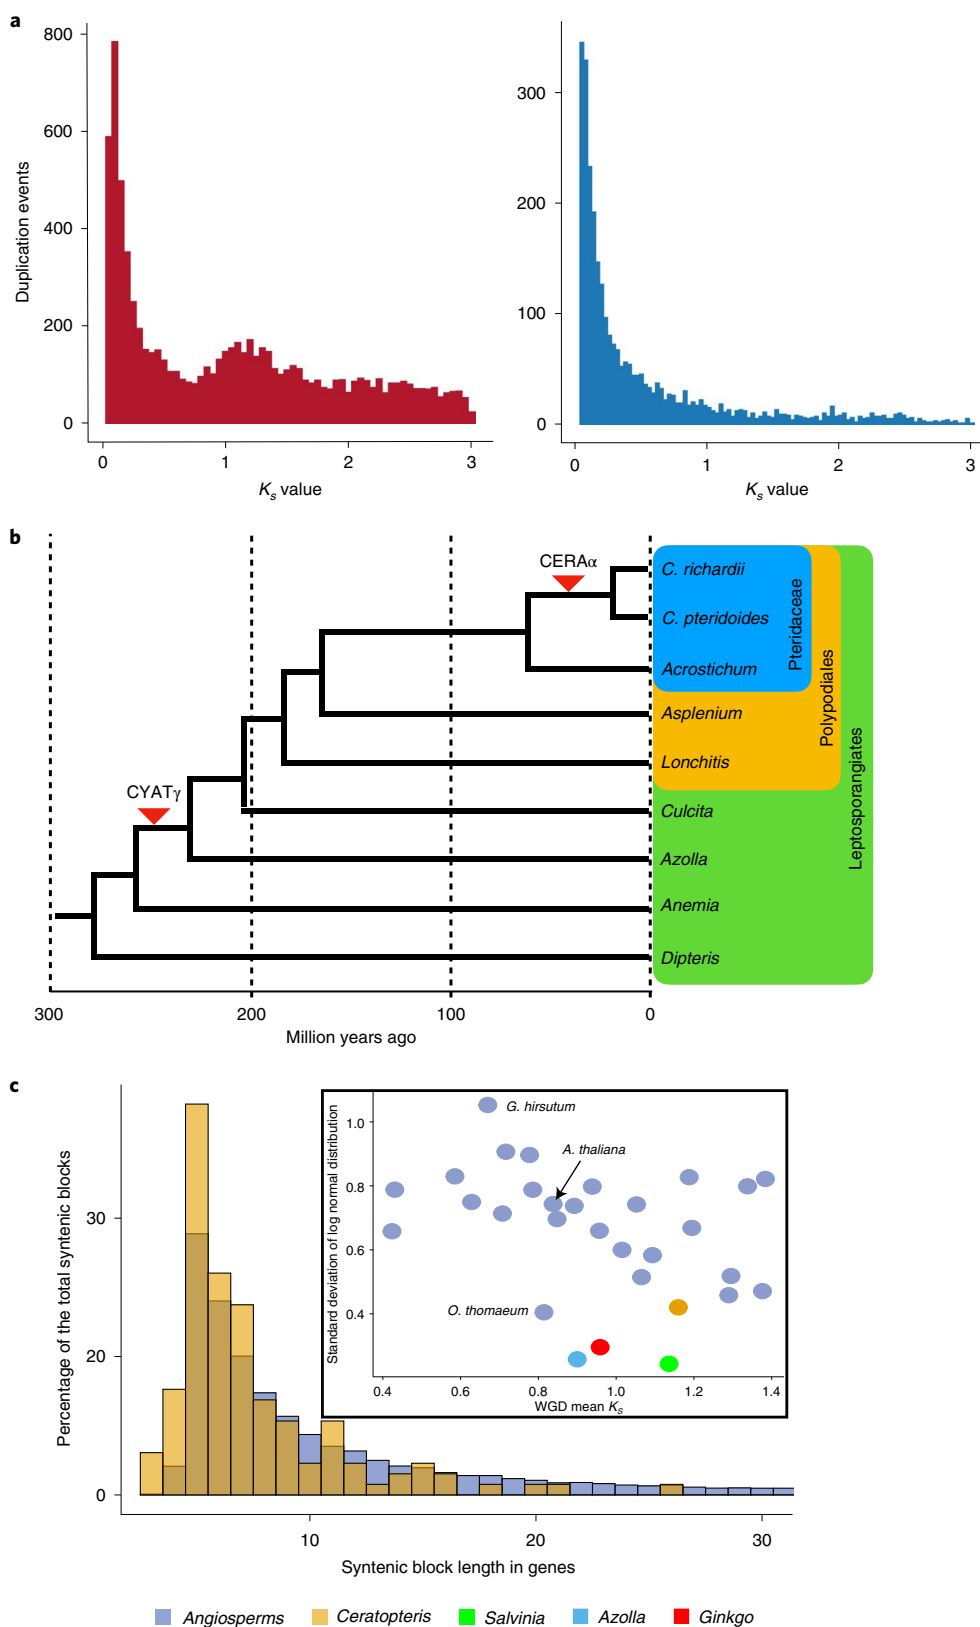 a
800
600
400
200
0
Duplication events
0 1 2 3
Ks value
300
200
100
0
0 1 2 3
Ks value
b
CERAα
CYATγ
C. richardii
C. pteridoides
Acrostichum
Asplenium
Lonchitis
Culcita
Azolla
Anemia
Dipteris
Pteridaceae
Polypodiales
Leptosporangiates
300 200 100 0
Million years ago
c
Percentage of the total syntenic blocks
30
20
0
10 20 30
Syntenic block length in genes
Standard deviation of log normal distribution
1.0
0.8
0.6
0.4
G. hirsutum
A. thaliana
O. thomaeum
0.4 0.6 0.8 1.0 1.2 1.4
WGD mean Ks
Angiosperms Ceratopteris Salvinia Azolla Ginkgo